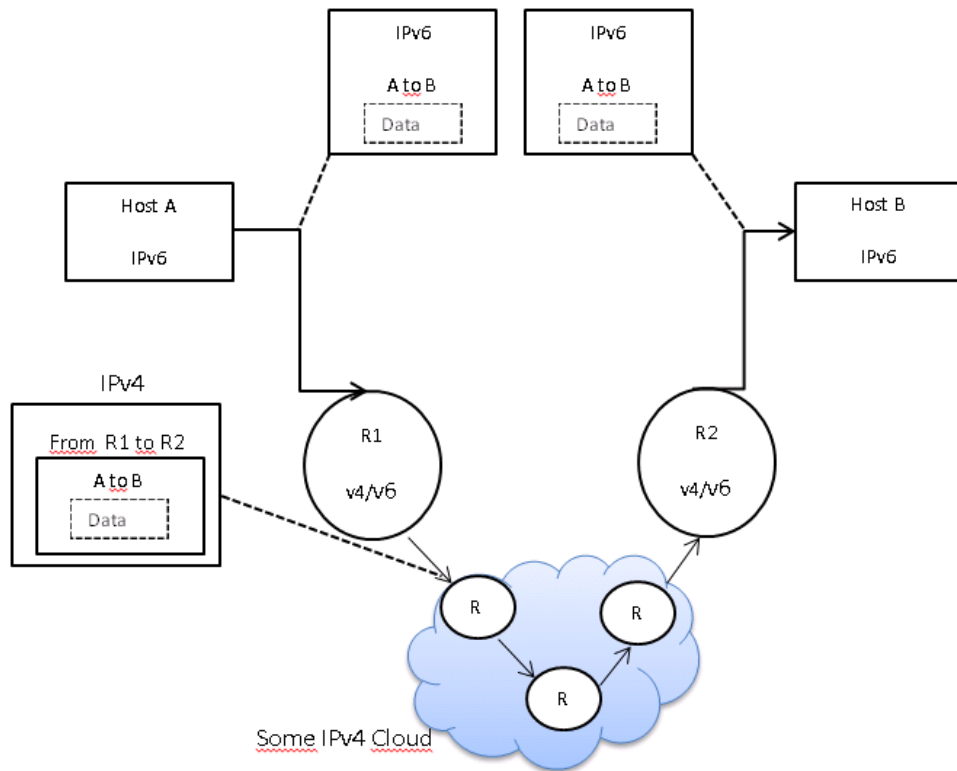 IPv6
A to B
Data
IPv6
A to B
Data
Host A
IPv6
Host B
IPv6
IPv4
From R1 to R2
A to B
Data
R1
v4/v6
R2
v4/v6
R
R
R
Some IPv4 Cloud